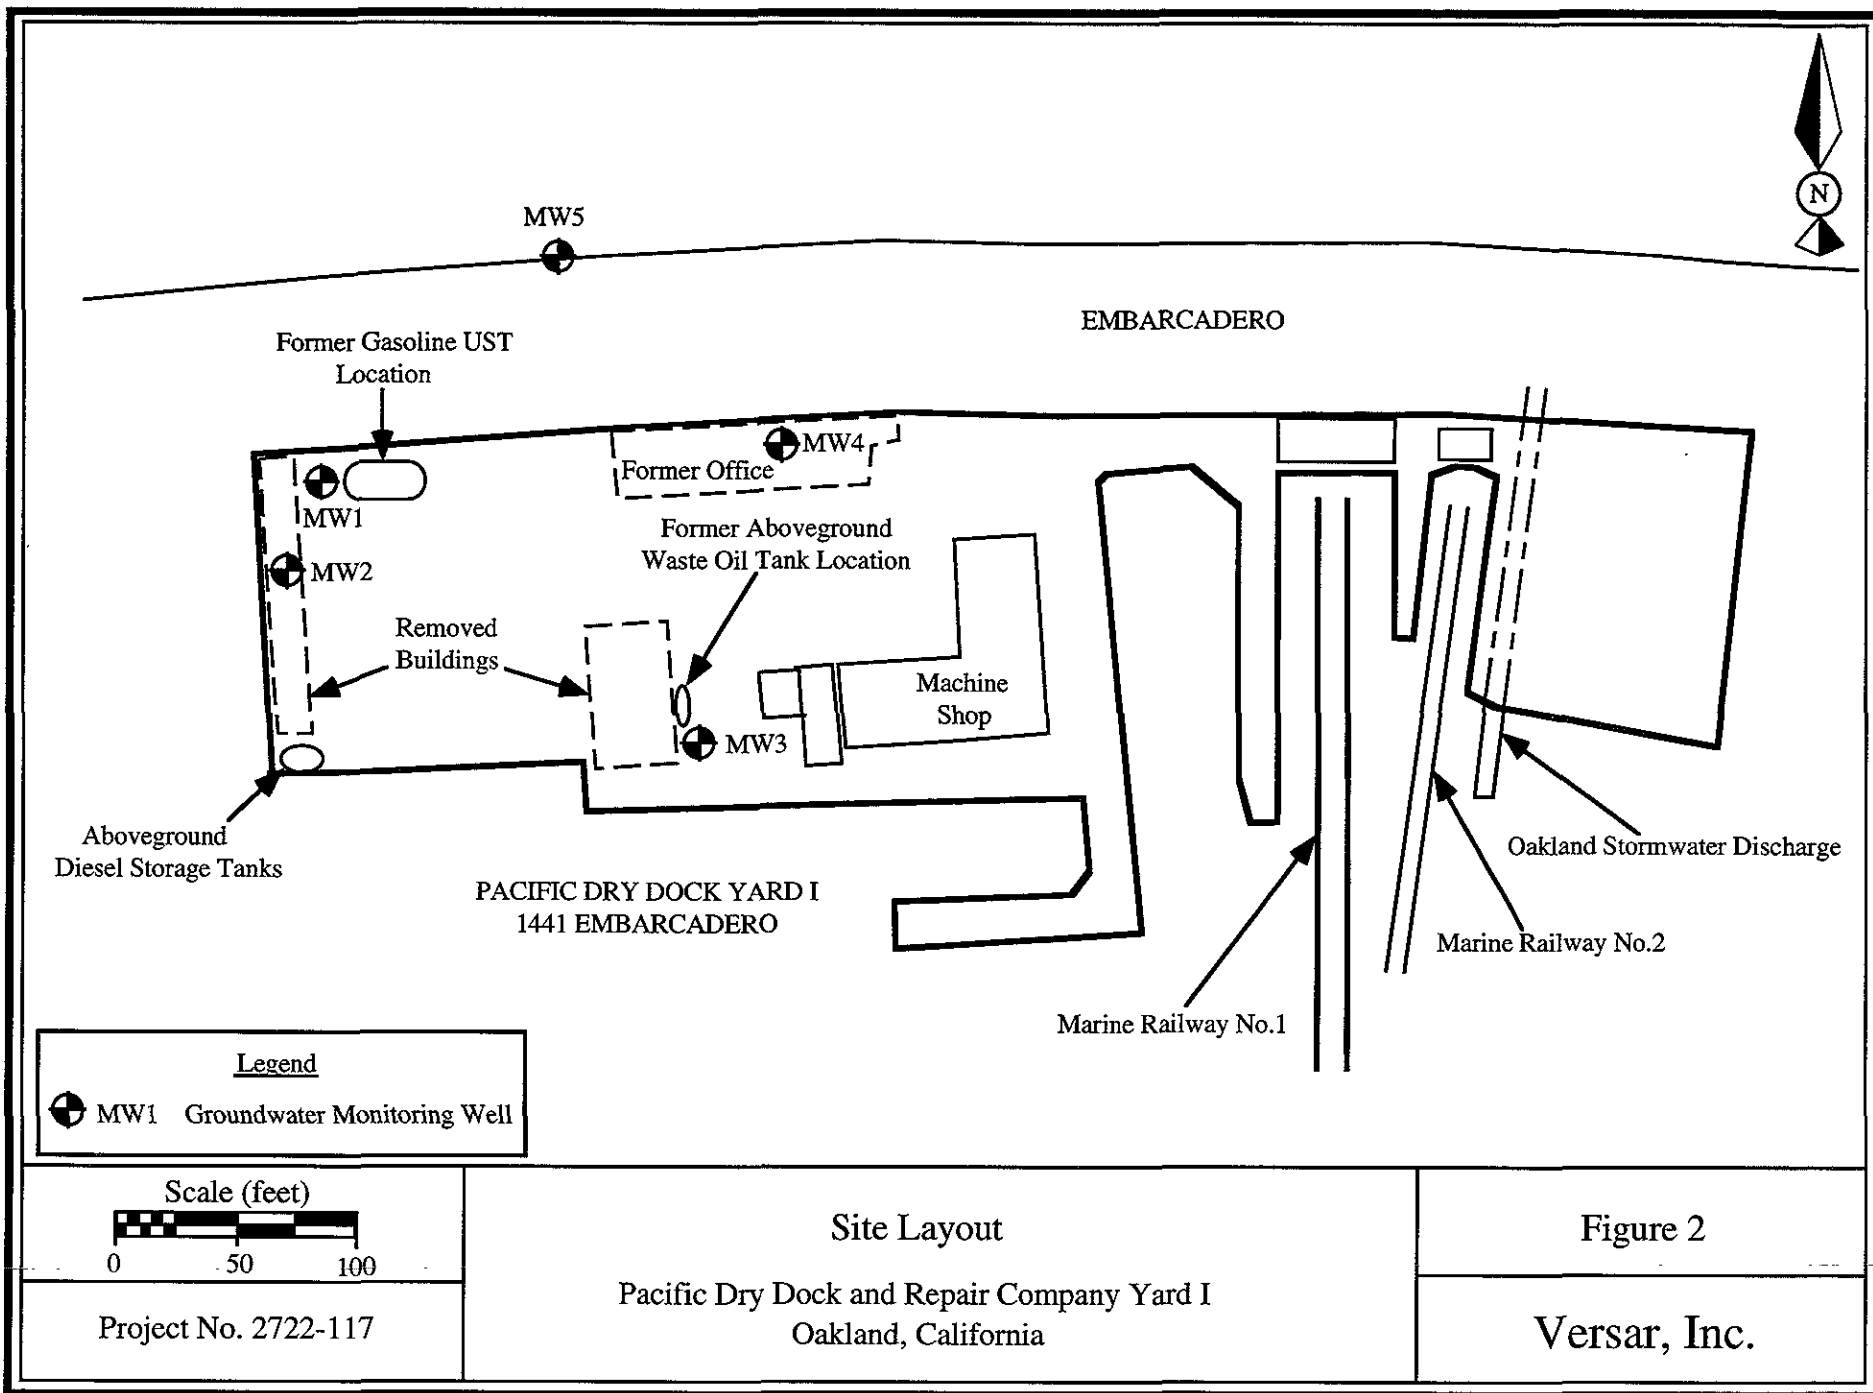 N
MW5
EMBARCADERO
Former Gasoline UST
Location
MW4
Former Office
MW1
Former Aboveground
Waste Oil Tank Location
MW2
Removed
Buildings
Machine
Shop
MW3
Aboveground
Diesel Storage Tanks
Oakland Stormwater Discharge
PACIFIC DRY DOCK YARD I
1441 EMBARCADERO
Marine Railway No.2
Marine Railway No.1
Legend
MW1 Groundwater Monitoring Well
Scale (feet)
0 50 100
Project No. 2722-117
Site Layout
Pacific Dry Dock and Repair Company Yard I
Oakland, California
Figure 2
Versar, Inc.